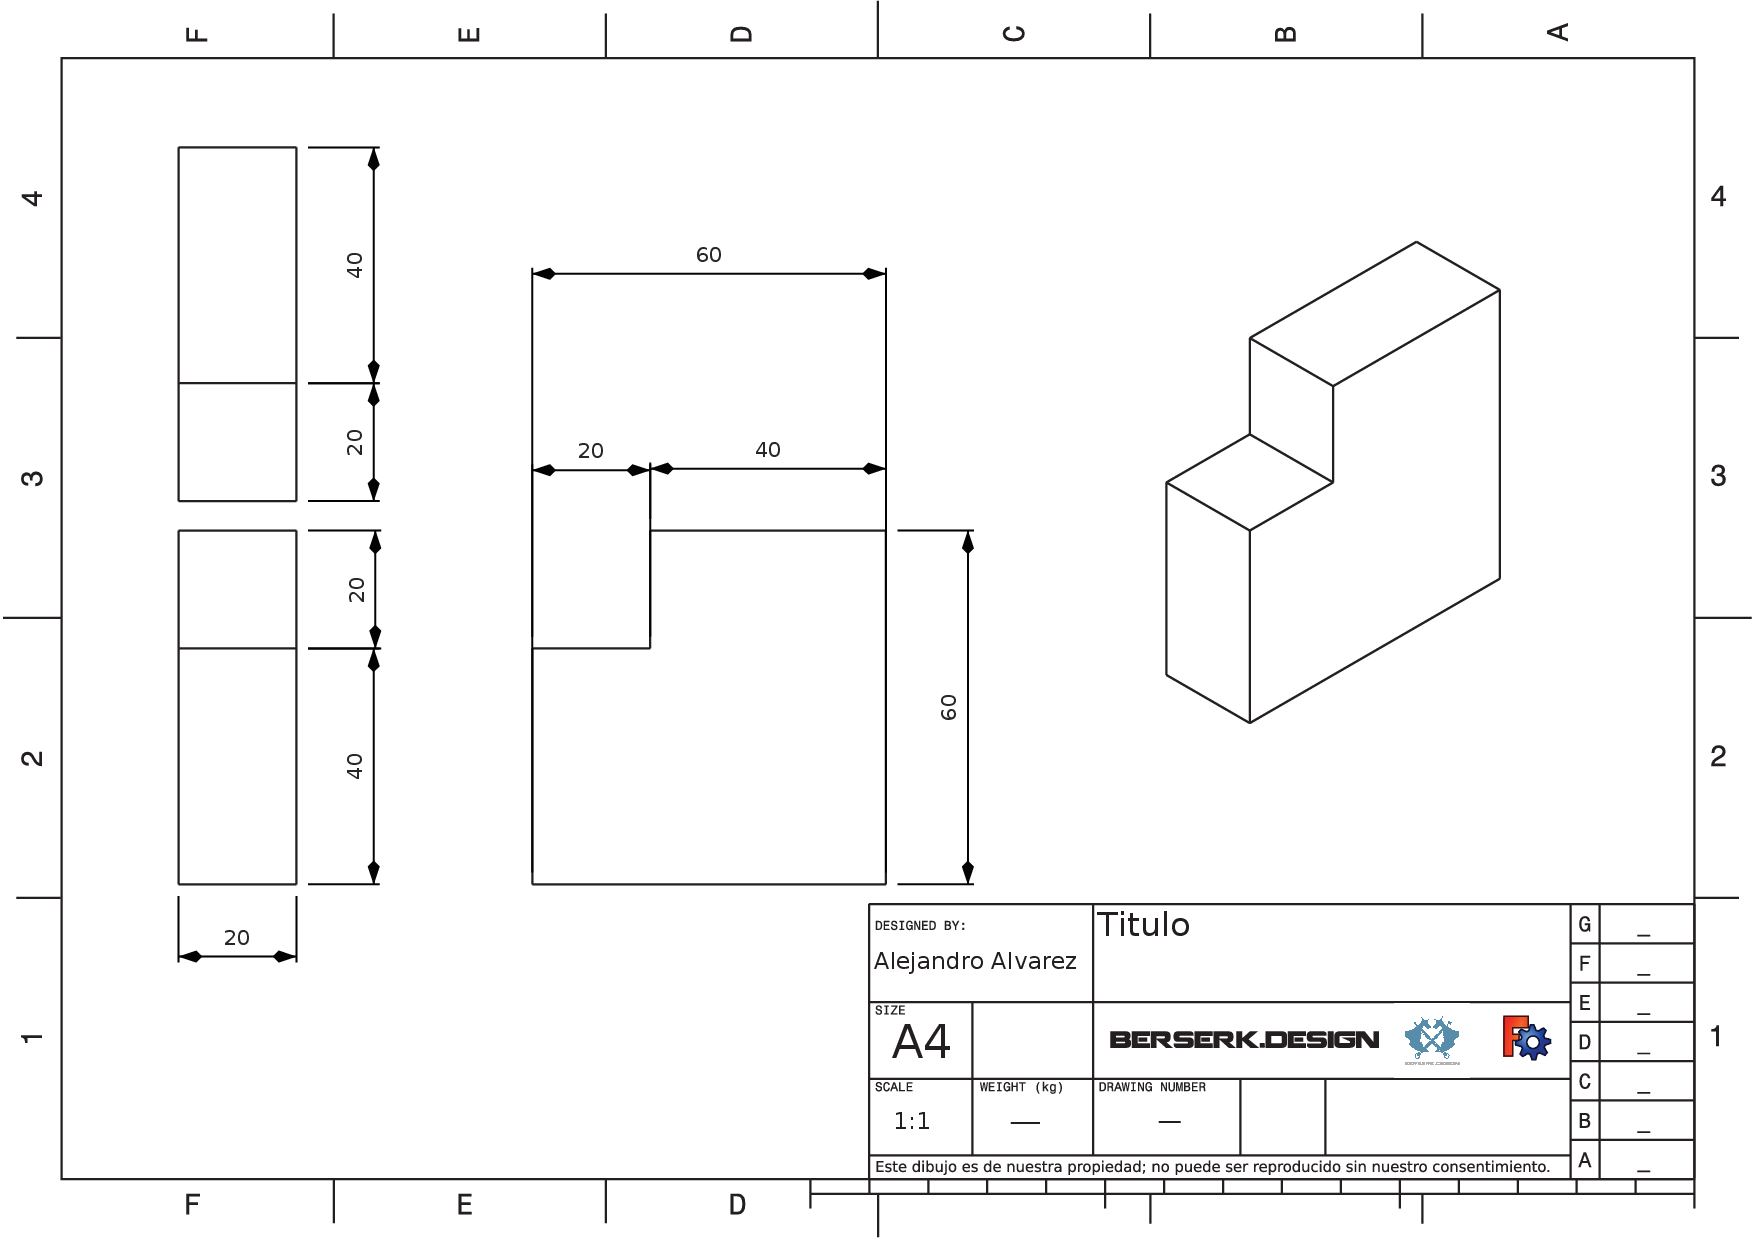 F E D C B A
4 4
40
60
20
20 40
3 3
20
60
40
2 2
20
DESIGNED BY:
Alejandro Alvarez
Titulo
G _
F _
SIZE
A4
BERSERK.DESIGN
E _
D _
1 1
SCALE
1:1
WEIGHT (kg)
—
DRAWING NUMBER
—
C _
B _
Este dibujo es de nuestra propiedad; no puede ser reproducido sin nuestro consentimiento.
A _
F E D